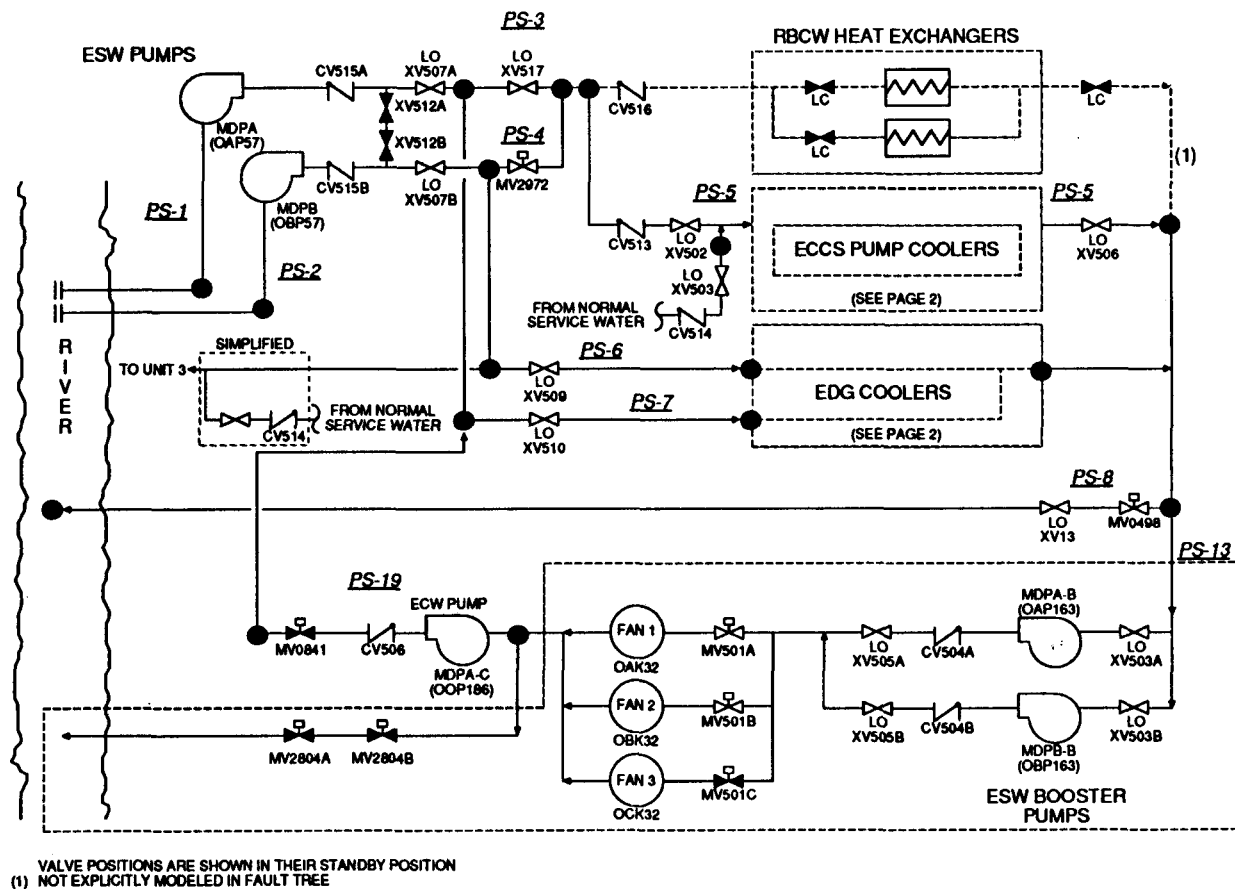 PS-3
ESW PUMPS
RBCW HEAT EXCHANGERS
CV515A
LO
XV507A
LO
XV517
CV516
LC
LC
LC
XV512A
MDPA
(OAP57)
PS-4
XV512B
MDPB
(OBP57)
CV515B
LO
XV507B
MV2972
(1)
PS-1
PS-2
PS-5
PS-5
CV513
LO
XV502
ECCS PUMP COOLERS
LO
XV506
LO
XV503
(SEE PAGE 2)
FROM NORMAL
SERVICE WATER
CV514
RIVER
SIMPLIFIED
TO UNIT 3
PS-6
LO
XV509
EDG COOLERS
FROM NORMAL
SERVICE WATER
CV514
PS-7
LO
XV510
(SEE PAGE 2)
PS-8
LO
XV13
MV0498
PS-13
PS-19
ECW PUMP
MV0841
CV506
MDPA-C
(OOP186)
FAN 1
OAK32
MV501A
LO
XV505A
CV504A
MDPA-B
(OAP163)
LO
XV503A
FAN 2
OBK32
MV501B
LO
XV505B
CV504B
MDPB-B
(OBP163)
LO
XV503B
MV2804A
MV2804B
FAN 3
OCK32
MV501C
ESW BOOSTER
PUMPS
VALVE POSITIONS ARE SHOWN IN THEIR STANDBY POSITION
(1) NOT EXPLICITLY MODELED IN FAULT TREE